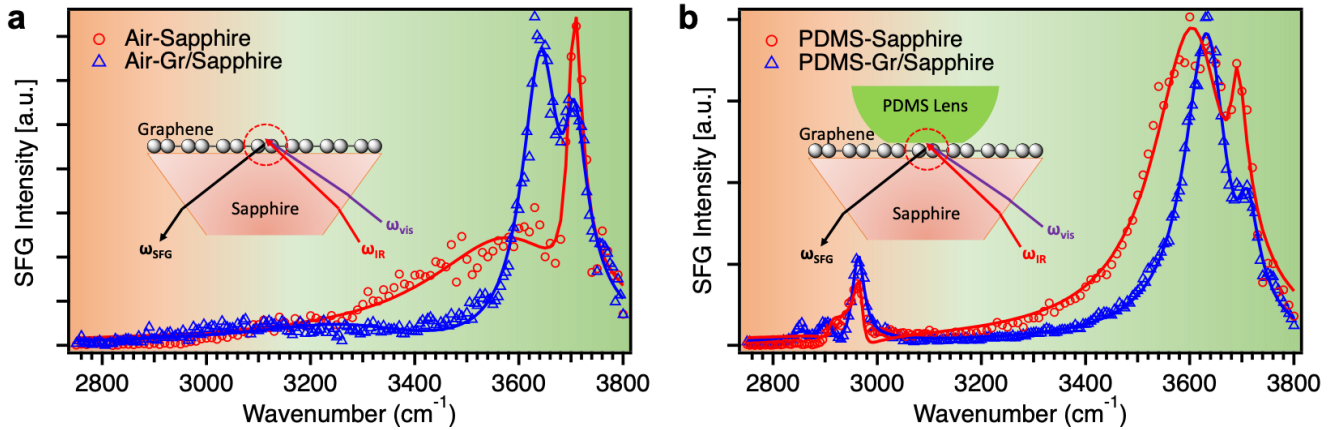 a
Air-Sapphire
Air-Gr/Sapphire
Graphene
Sapphire
ωSFG
ωIR
ωvis
SFG Intensity [a.u.]
2800 3000 3200 3400 3600 3800
Wavenumber (cm⁻¹)
b
PDMS-Sapphire
PDMS-Gr/Sapphire
PDMS Lens
Graphene
Sapphire
ωSFG
ωIR
ωvis
SFG Intensity [a.u.]
2800 3000 3200 3400 3600 3800
Wavenumber (cm⁻¹)